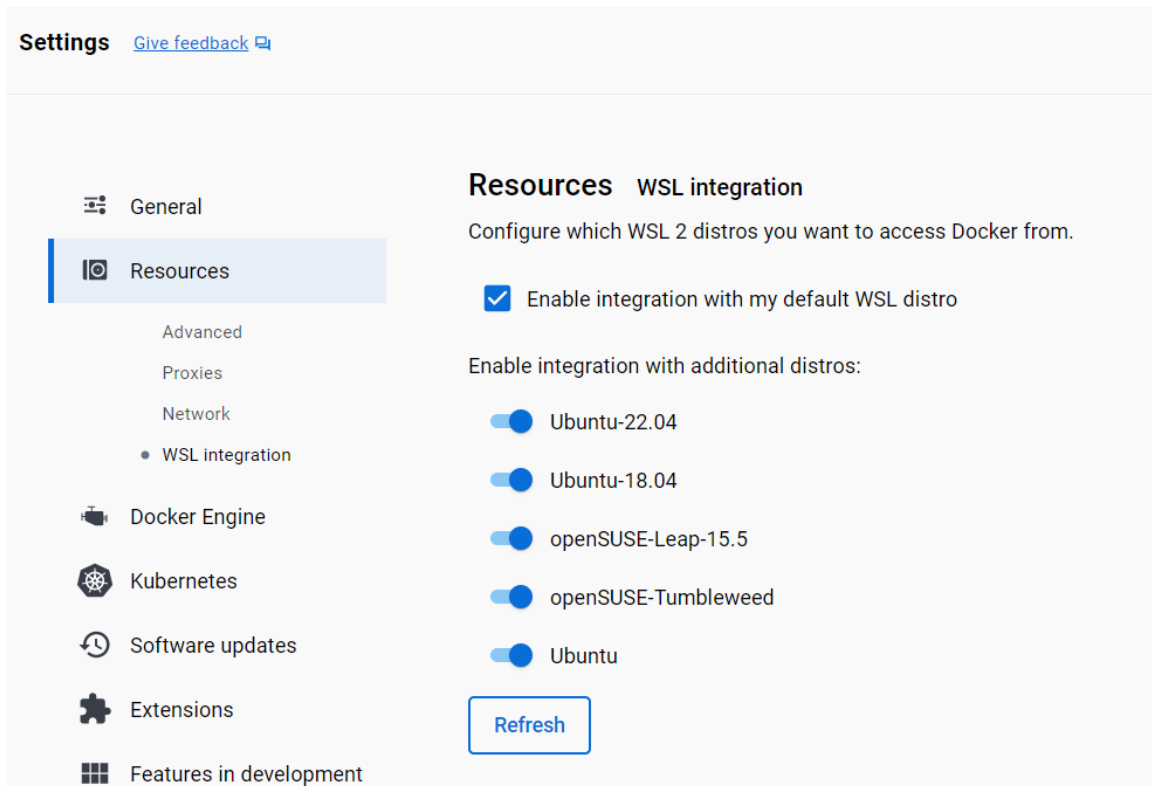 Settings Give feedback
General
Resources
Advanced
Proxies
Network
WSL integration
Docker Engine
Kubernetes
Software updates
Extensions
Features in development
Resources WSL integration
Configure which WSL 2 distros you want to access Docker from.
Enable integration with my default WSL distro
Enable integration with additional distros:
Ubuntu-22.04
Ubuntu-18.04
openSUSE-Leap-15.5
openSUSE-Tumbleweed
Ubuntu
Refresh